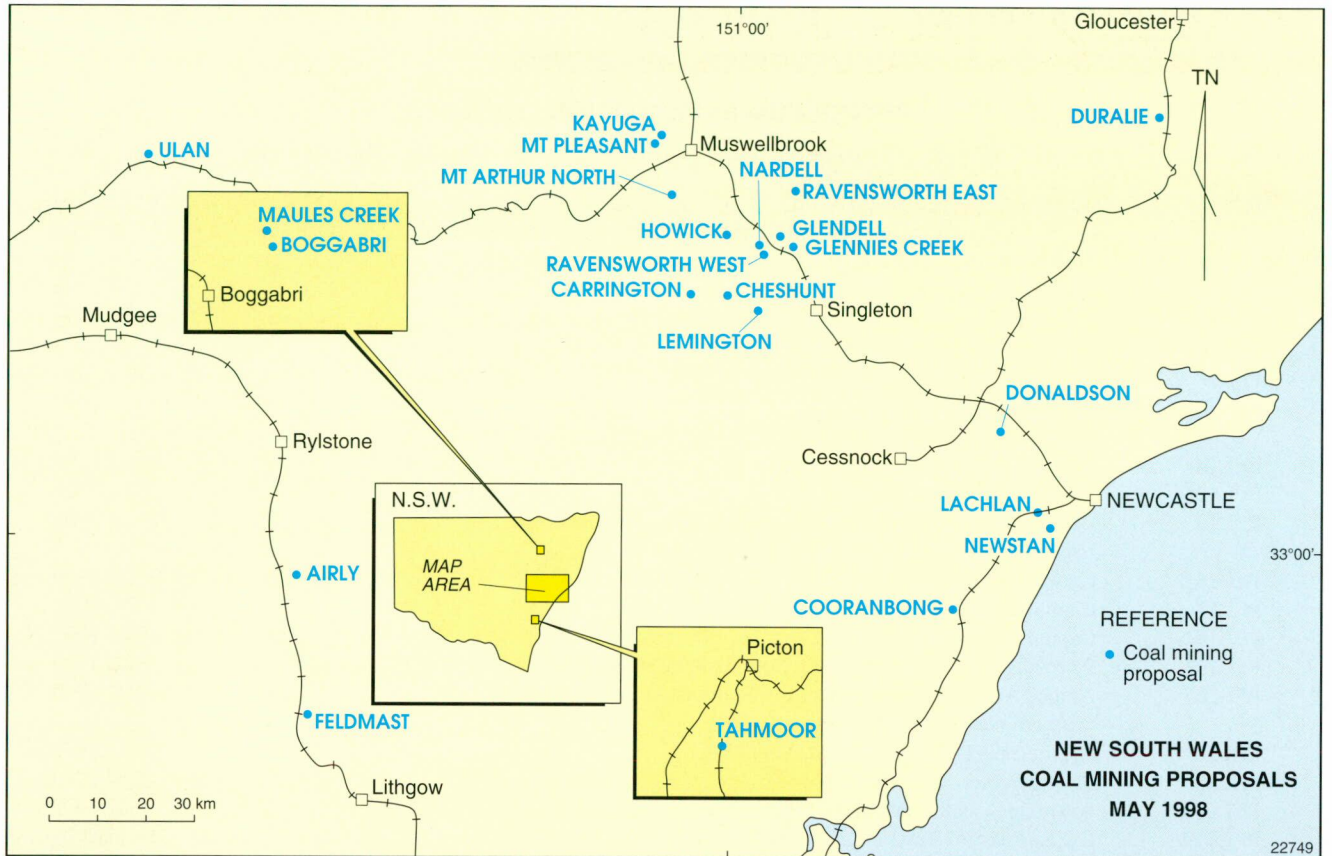 151°00'
Gloucester
TN
DURALIE
KAYUGA
MT PLEASANT
Muswellbrook
ULAN
NARDELL
MT ARTHUR NORTH
RAVENSWORTH EAST
MAULES CREEK
BOGGABRI
Boggabri
HOWICK
GLENDELL
GLENNIES CREEK
RAVENSWORTH WEST
CARRINGTON
CHESHUNT
Singleton
LEMINGTON
Mudgee
DONALDSON
Rylstone
Cessnock
N.S.W.
MAP
AREA
LACHLAN
NEWCASTLE
NEWSTAN
33°00'
AIRLY
COORANBONG
REFERENCE
Coal mining
proposal
Picton
TAHMOOR
FELDMAST
Lithgow
0 10 20 30 km
NEW SOUTH WALES
COAL MINING PROPOSALS
MAY 1998
22749